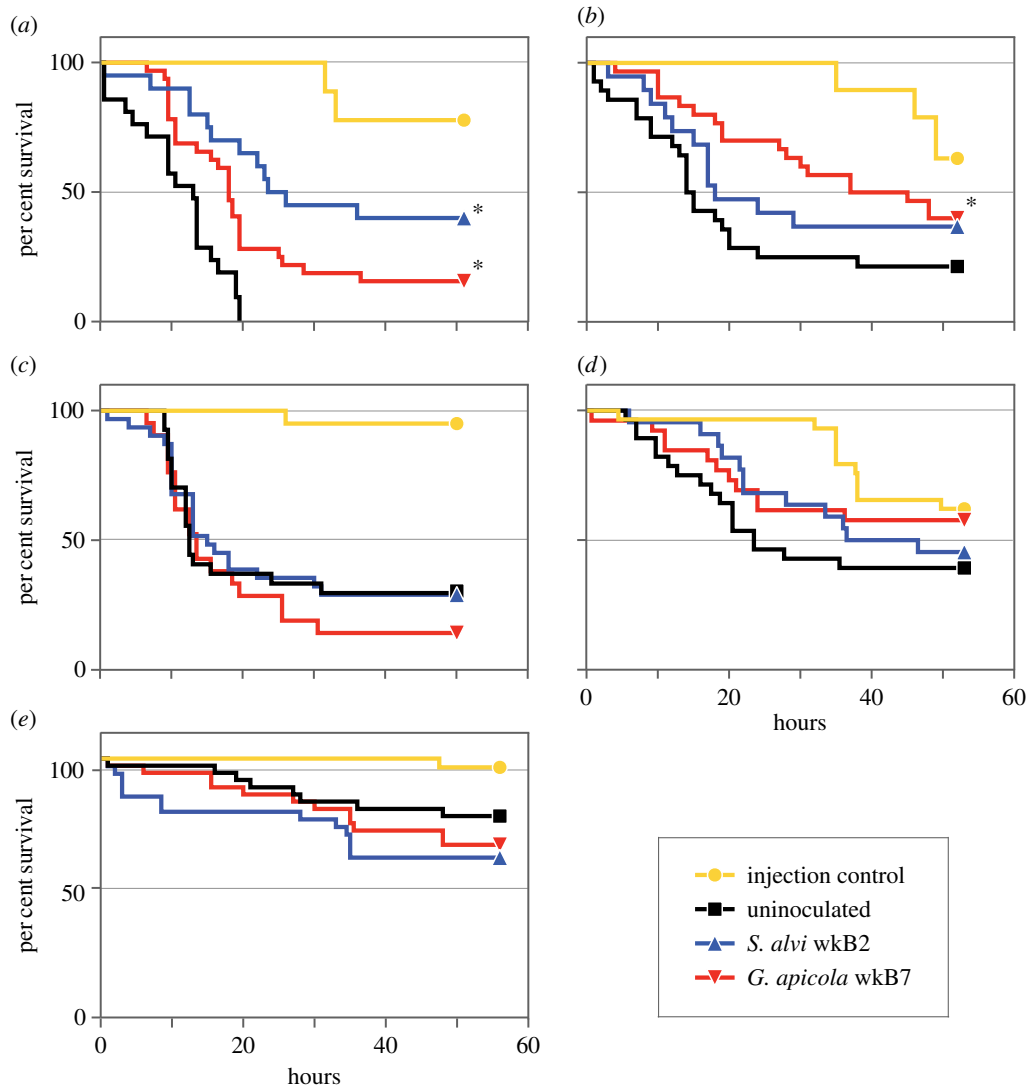 (a)
100
50
0
per cent survival
*
*
(b)
*
(c)
100
50
0
per cent survival
(d)
0 20 40 60
hours
(e)
100
50
0
per cent survival
0 20 40 60
hours
injection control
uninoculated
S. alvi wkB2
G. apicola wkB7